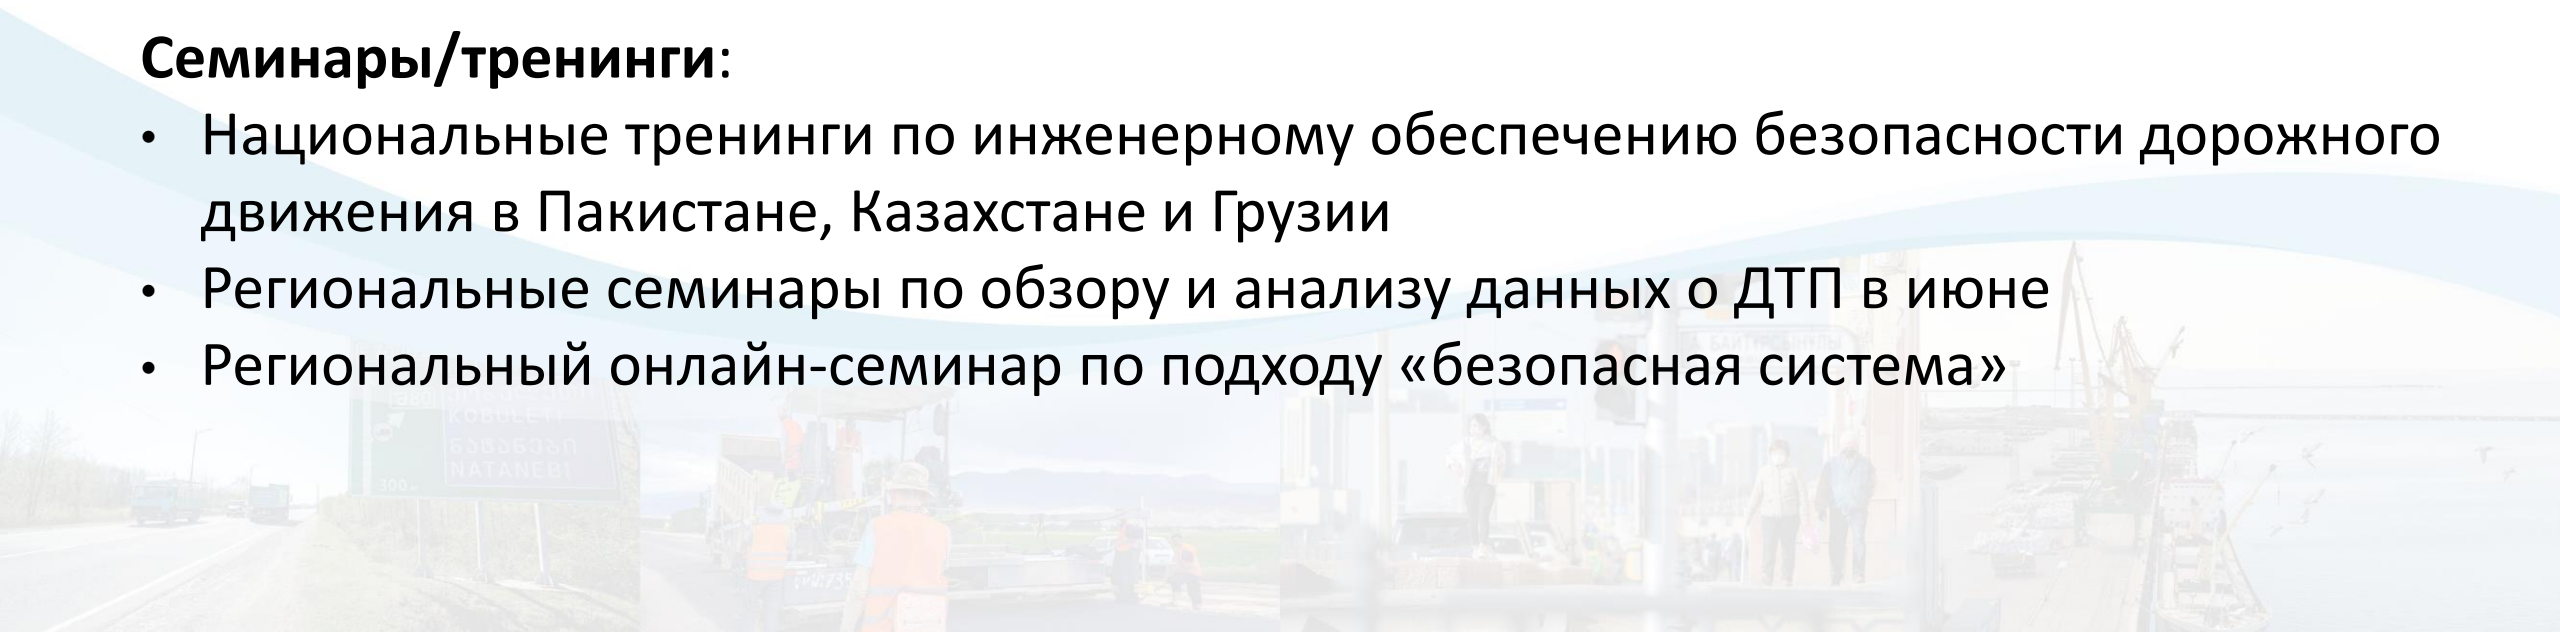 Семинары/тренинги:
• Национальные тренинги по инженерному обеспечению безопасности дорожного
движения в Пакистане, Казахстане и Грузии
• Региональные семинары по обзору и анализу данных о ДТП в июне
• Региональный онлайн-семинар по подходу «безопасная система»
KOBULETI
NATANEBI
300 м